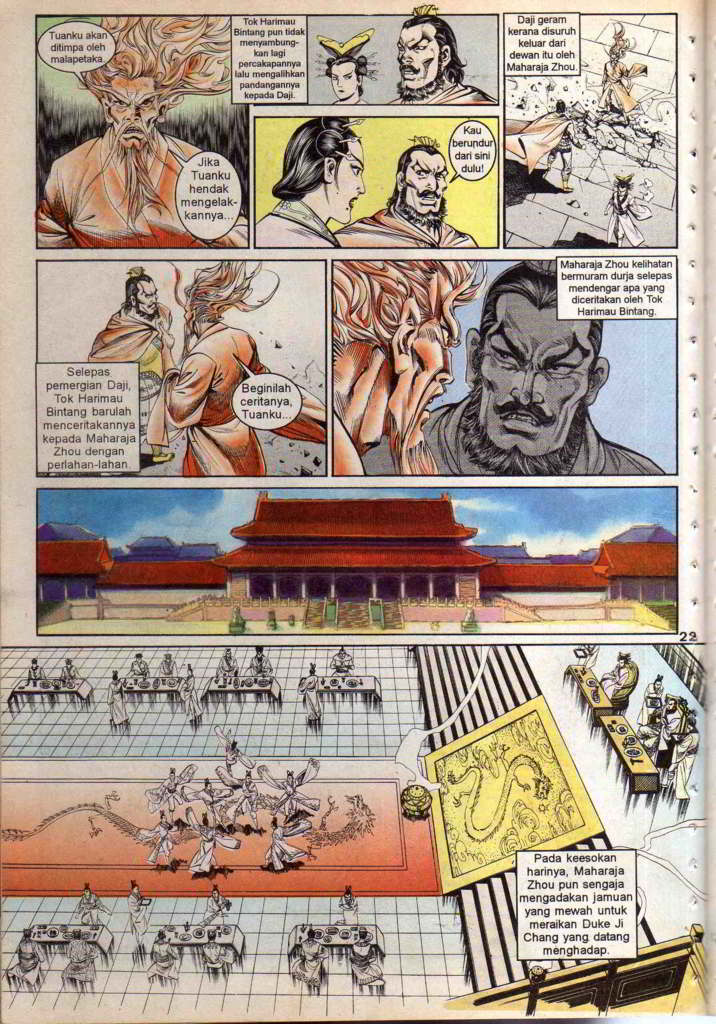 Tuanku akan
ditimpa oleh
malapetaka.
Jika
Tuanku
hendak
mengelak-
kannya...
Tok Harimau
Bintang pun tidak
menyambung-
kan lagi
percakapannya
lalu mengalihkan
pandangannya
kepada Daji.
Kau
berundur
dari sini
dulu!
Daji geram
kerana disuruh
keluar dari
dewan itu oleh
Maharaja Zhou.
Selepas
pemergian Daji,
Tok Harimau
Bintang barulah
menceritakannya
kepada Maharaja
Zhou dengan
perlahan-lahan.
Beginilah
ceritanya,
Tuanku...
Maharaja Zhou kelihatan
bermuram durja selepas
mendengar apa yang
diceritakan oleh Tok
Harimau Bintang.
22
Pada keesokan
harinya, Maharaja
Zhou pun sengaja
mengadakan jamuan
yang mewah untuk
meraikan Duke Ji
Chang yang datang
menghadap.